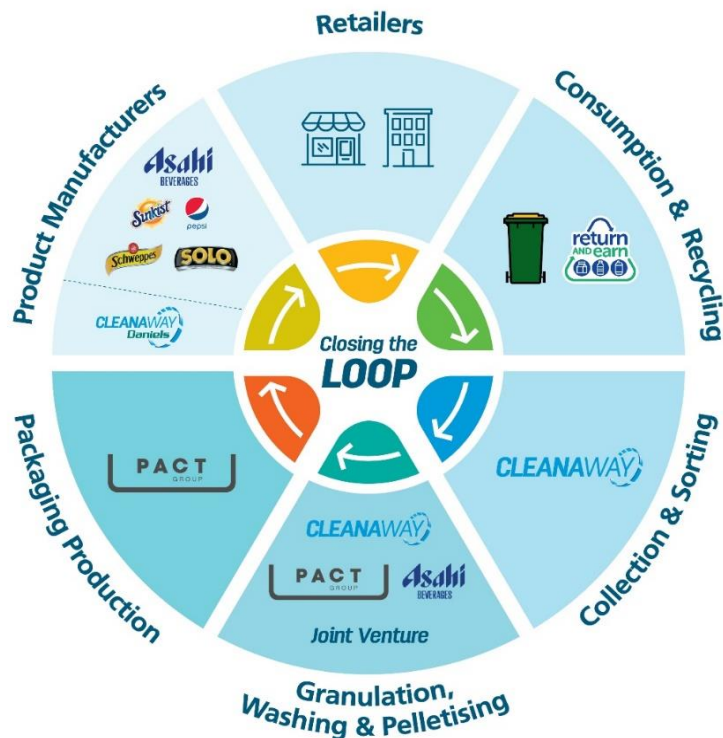 Retailers
Consumption & Recycling
Collection & Sorting
Granulation,
Washing & Pelletising
Packaging Production
Product Manufacturers
Asahi
BEVERAGES
Sunkist
pepsi
Schweppes
SOLO
CLEANAWAY
Daniels
return
AND EARN
Closing the
LOOP
CLEANAWAY
CLEANAWAY
PACT
GROUP
Asahi
BEVERAGES
Joint Venture
PACT
GROUP